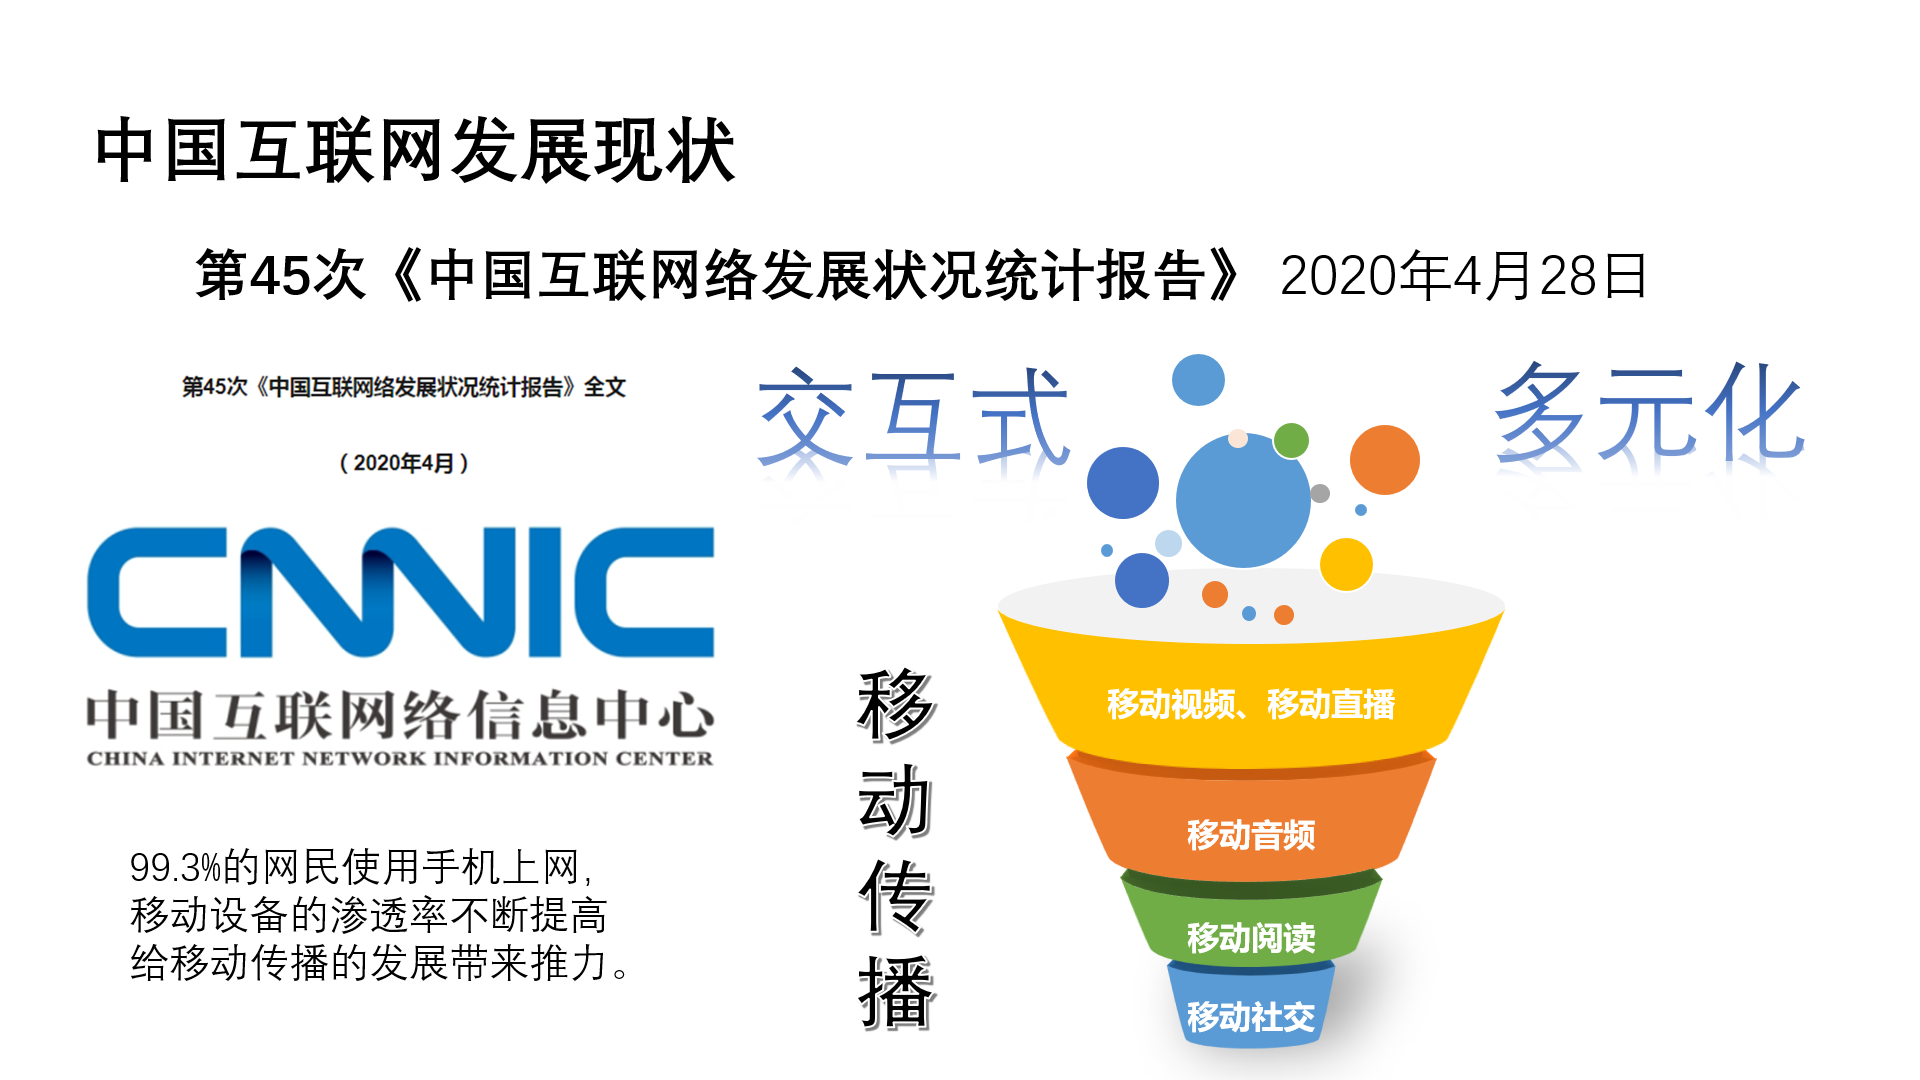 中国互联网发展现状
第45次《中国互联网络发展状况统计报告》 2020年4月28日
第45次《中国互联网络发展状况统计报告》全文
（2020年4月）
CNNIC
中国互联网络信息中心
CHINA INTERNET NETWORK INFORMATION CENTER
99.3%的网民使用手机上网,
移动设备的渗透率不断提高
给移动传播的发展带来推力。
交互式
多元化
移动传播
移动视频、移动直播
移动音频
移动阅读
移动社交